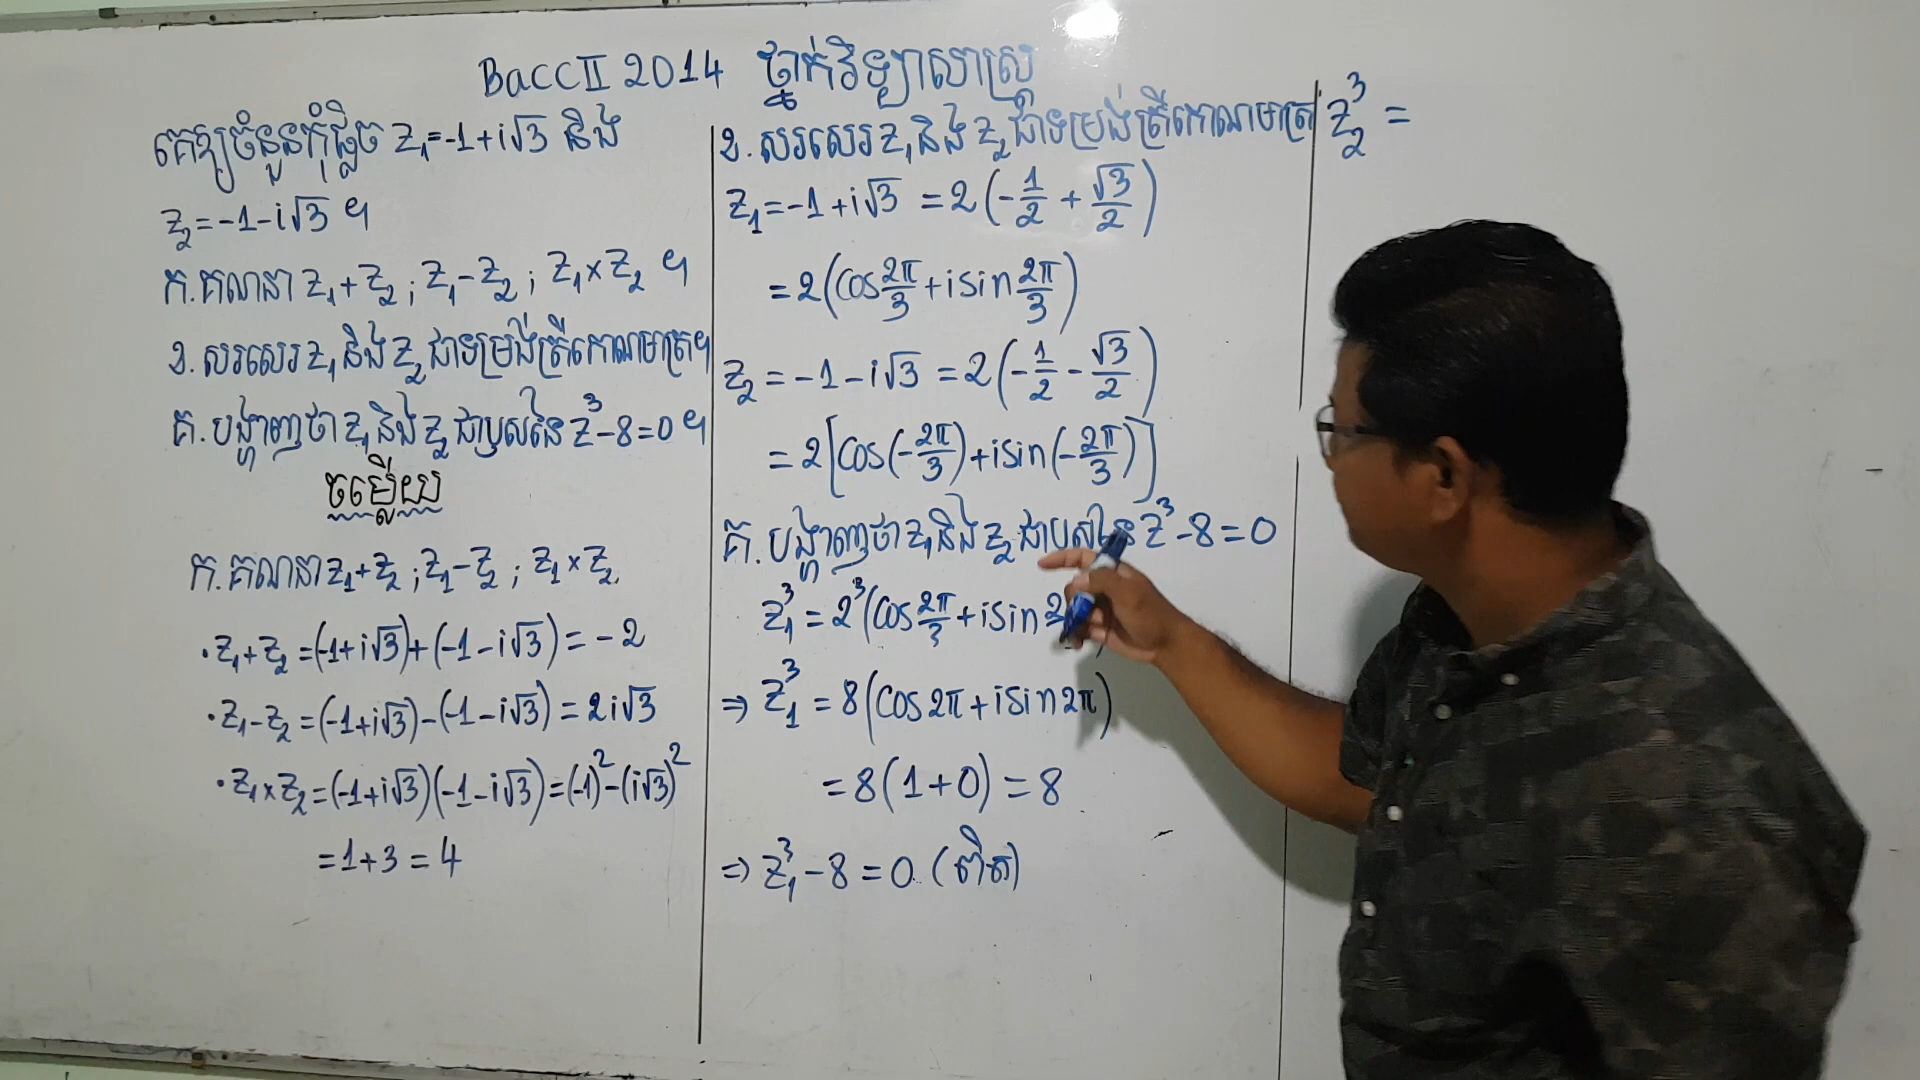 Bacc II 2014 ថ្នាក់វិទ្យាសាស្ត្រ
គេឱ្យចំនួនកុំផ្លិច Z₁=-1+i√3 និង
Z₂=-1-i√3 ។
ក.គណនា Z₁+Z₂ ; Z₁-Z₂ ; Z₁×Z₂ ។
ខ.សរសេរ Z₁ និង Z₂ ជាទម្រង់ត្រីកោណមាត្រ។
គ.បង្ហាញថា Z₁ និង Z₂ ជាឫសនៃ Z³-8=0 ។
ចម្លើយ
ក.គណនា Z₁+Z₂ ; Z₁-Z₂ ; Z₁×Z₂
•Z₁+Z₂=(-1+i√3)+(-1-i√3)=-2
•Z₁-Z₂=(-1+i√3)-(-1-i√3)=2i√3
•Z₁×Z₂=(-1+i√3)(-1-i√3)=(-1)²-(i√3)²
=1+3=4
ខ.សរសេរ Z₁ និង Z₂ ជាទម្រង់ត្រីកោណមាត្រ
Z₁=-1+i√3=2(-1/2+√3/2)
=2(cos 2π/3+isin 2π/3)
Z₂=-1-i√3=2(-1/2-√3/2)
=2[cos(-2π/3)+isin(-2π/3)]
គ.បង្ហាញថា Z₁ និង Z₂ ជាឫសនៃ Z³-8=0
Z₁³=2³(cos 2π/3+isin 2
⇒ Z₁³=8(cos2π+isin2π)
=8(1+0)=8
⇒ Z₁³-8=0 (ពិត)
Z₂³=